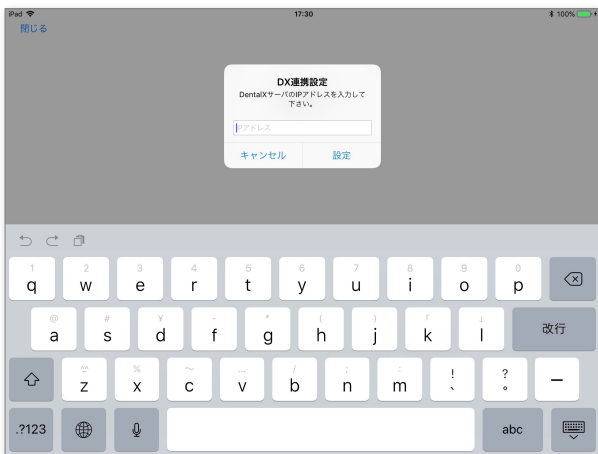 iPad 17:30 100%
閉じる
DX連携設定
DentalXサーバのIPアドレスを入力して
下さい。
IPアドレス
キャンセル 設定
1 2 3 4 5 6 7 8 9 0
q w e r t y u i o p
@ # ¥ - * ( ) 「 」
a s d f g h j k l 改行
^^ % 〜 … / ; : ! ?
z x c v b n m 、 。 ー
.?123 abc